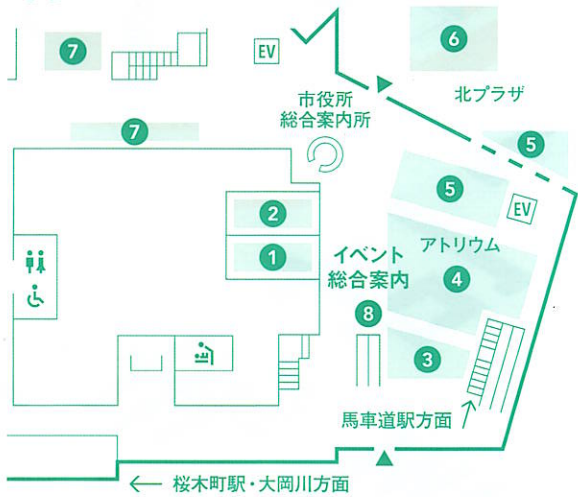 7
EV
6
市役所
総合案内所
北プラザ
7
5
5
2
EV
1
イベント
総合案内
アトリウム
4
8
3
馬車道駅方面
← 桜木町駅・大岡川方面